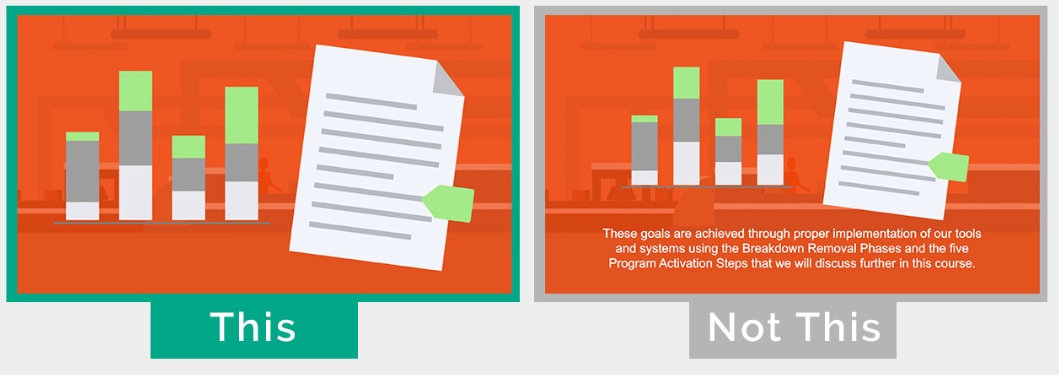 These goals are achieved through proper implementation of our tools
and systems using the Breakdown Removal Phases and the five
Program Activation Steps that we will discuss further in this course.
This
Not This